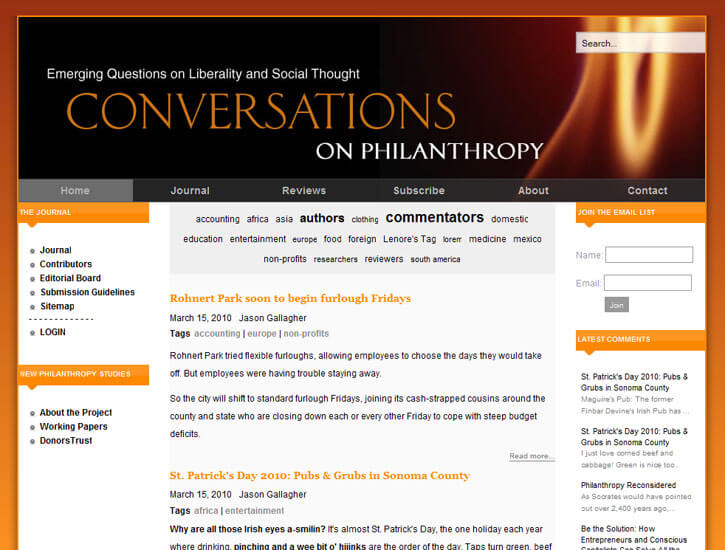 Search...
Emerging Questions on Liberality and Social Thought
CONVERSATIONS
ON PHILANTHROPY
Home Journal Reviews Subscribe About Contact
THE JOURNAL
Journal
Contributors
Editorial Board
Submission Guidelines
Sitemap
- - - - - - - - - - - - -
LOGIN
NEW PHILANTHROPY STUDIES
About the Project
Working Papers
DonorsTrust
accounting africa asia authors clothing commentators domestic
education entertainment europe food foreign Lenore's Tag lorem medicine mexico
non-profits researchers reviewers south america
Rohnert Park soon to begin furlough Fridays
March 15, 2010 Jason Gallagher
Tags accounting | europe | non-profits
Rohnert Park tried flexible furloughs, allowing employees to choose the days they would take
off. But employees were having trouble staying away.
So the city will shift to standard furlough Fridays, joining its cash-strapped cousins around the
county and state who are closing down each or every other Friday to cope with steep budget
deficits.
Read more...
St. Patrick's Day 2010: Pubs & Grubs in Sonoma County
March 15, 2010 Jason Gallagher
Tags africa | entertainment
Why are all those Irish eyes a-smilin? It's almost St. Patrick's Day, the one holiday each year
where drinking, pinching and a wee bit o' hijinks are the order of the day. Taps turn green, beef
JOIN THE EMAIL LIST
Name:
Email:
Join
LATEST COMMENTS
St. Patrick's Day 2010: Pubs &
Grubs in Sonoma County
Maguire's Pub: The former
Finbar Devine's Irish Pub has ...
St. Patrick's Day 2010: Pubs &
Grubs in Sonoma County
I just love corned beef and
cabbage! Green is nice too.
Philanthropy Reconsidered
As Socrates would have pointed
out over 2,400 years ago,...
Be the Solution: How
Entrepreneurs and Conscious